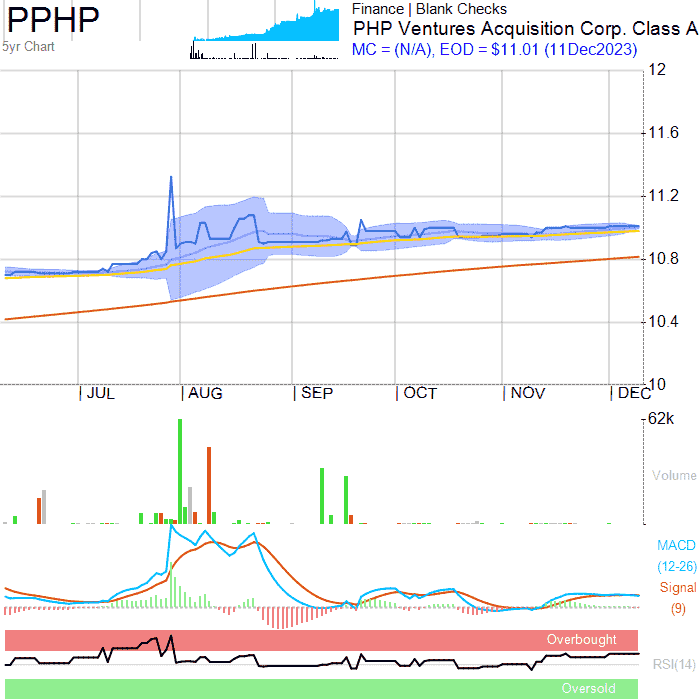 PPHP
5yr Chart
Finance | Blank Checks
PHP Ventures Acquisition Corp. Class A
MC = (N/A), EOD = $11.01 (11Dec2023)
12
11.6
11.2
10.8
10.4
10
JUL
AUG
SEP
OCT
NOV
DEC
62k
Volume
MACD
(12-26)
Signal
(9)
Overbought
RSI(14)
Oversold